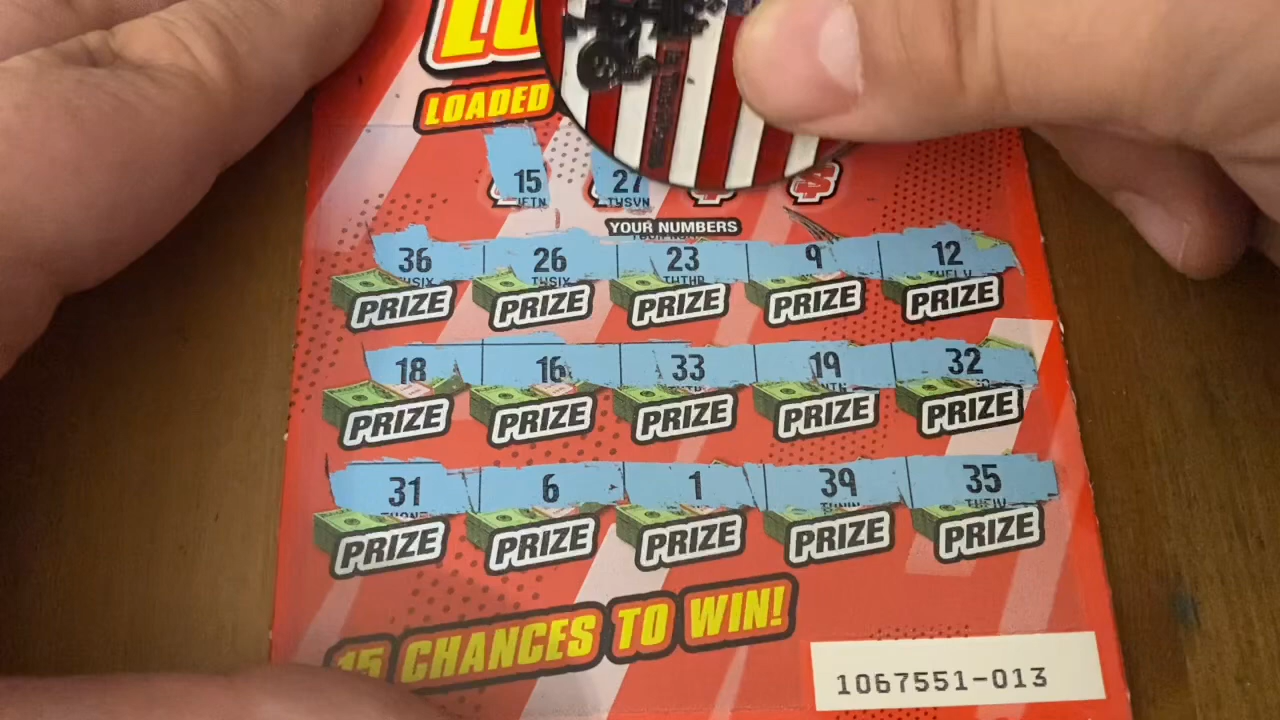 LOADED
15 27
YOUR NUMBERS
36 26 23 9 12
PRIZE PRIZE PRIZE PRIZE PRIZE
18 16 33 19 32
PRIZE PRIZE PRIZE PRIZE PRIZE
31 6 1 39 35
PRIZE PRIZE PRIZE PRIZE PRIZE
15 CHANCES TO WIN!
1067551-013